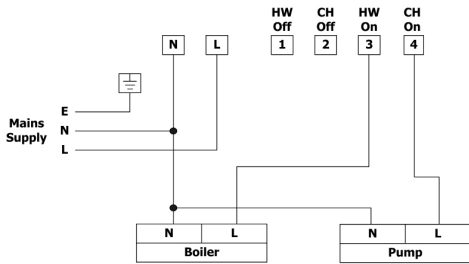 HW CH HW CH
Off Off On On
N L 1 2 3 4
E
Mains N
Supply
L
N L N L
Boiler Pump